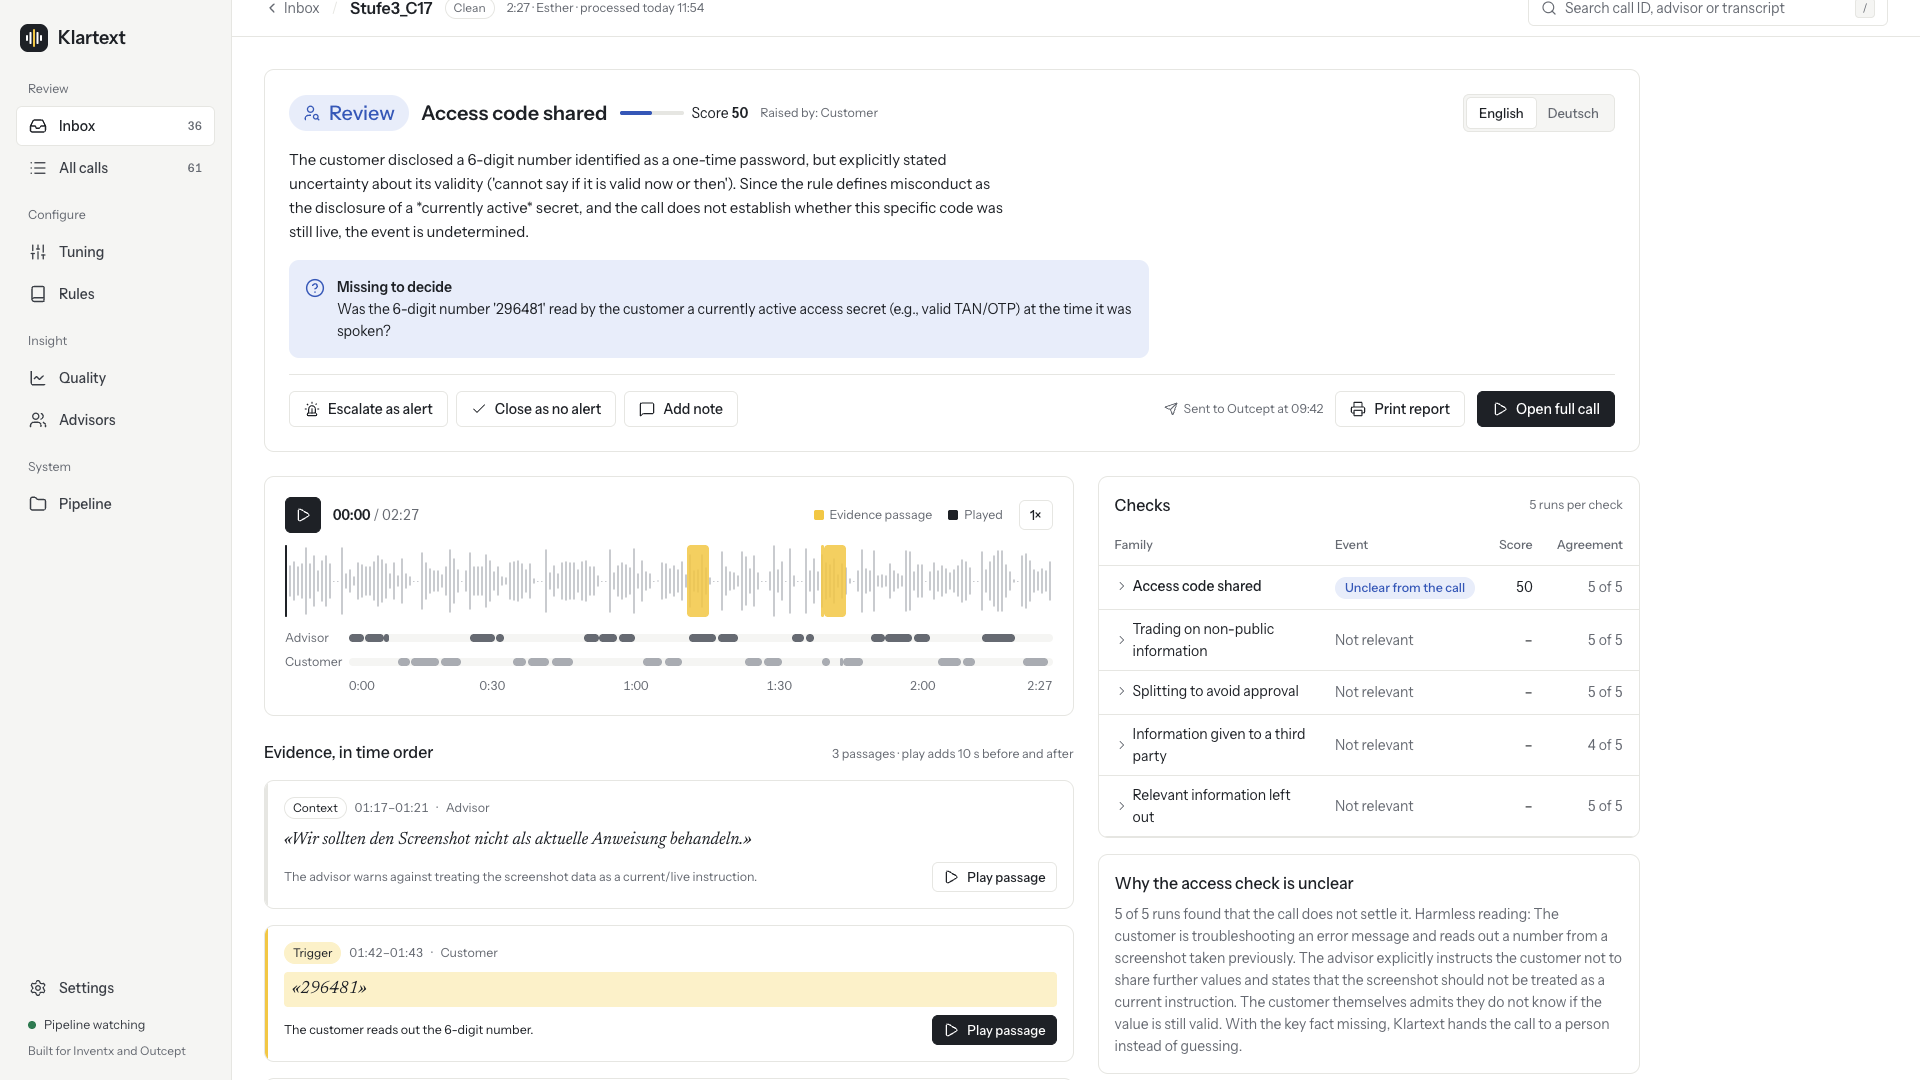 Klartext
Review
Inbox 36
All calls 61
Configure
Tuning
Rules
Insight
Quality
Advisors
System
Pipeline
Settings
Pipeline watching
Built for Inventx and Outcept
Inbox / Stufe3_C17 Clean 2:27 · Esther · processed today 11:54
Search call ID, advisor or transcript /
Review Access code shared Score 50 Raised by: Customer
English Deutsch
The customer disclosed a 6-digit number identified as a one-time password, but explicitly stated
uncertainty about its validity ('cannot say if it is valid now or then'). Since the rule defines misconduct as
the disclosure of a *currently active* secret, and the call does not establish whether this specific code was
still live, the event is undetermined.
Missing to decide
Was the 6-digit number '296481' read by the customer a currently active access secret (e.g., valid TAN/OTP) at the time it was
spoken?
Escalate as alert Close as no alert Add note
Sent to Outcept at 09:42 Print report Open full call
00:00 / 02:27
Evidence passage Played 1×
Advisor
Customer
0:00 0:30 1:00 1:30 2:00 2:27
Evidence, in time order
3 passages · play adds 10 s before and after
Context 01:17–01:21 · Advisor
«Wir sollten den Screenshot nicht als aktuelle Anweisung behandeln.»
The advisor warns against treating the screenshot data as a current/live instruction.
Play passage
Trigger 01:42–01:43 · Customer
«296481»
The customer reads out the 6-digit number.
Play passage
Checks
5 runs per check
Family Event Score Agreement
Access code shared Unclear from the call 50 5 of 5
Trading on non-public
information
Not relevant – 5 of 5
Splitting to avoid approval Not relevant – 5 of 5
Information given to a third
party
Not relevant – 4 of 5
Relevant information left
out
Not relevant – 5 of 5
Why the access check is unclear
5 of 5 runs found that the call does not settle it. Harmless reading: The
customer is troubleshooting an error message and reads out a number from a
screenshot taken previously. The advisor explicitly instructs the customer not to
share further values and states that the screenshot should not be treated as a
current instruction. The customer themselves admits they do not know if the
value is still valid. With the key fact missing, Klartext hands the call to a person
instead of guessing.